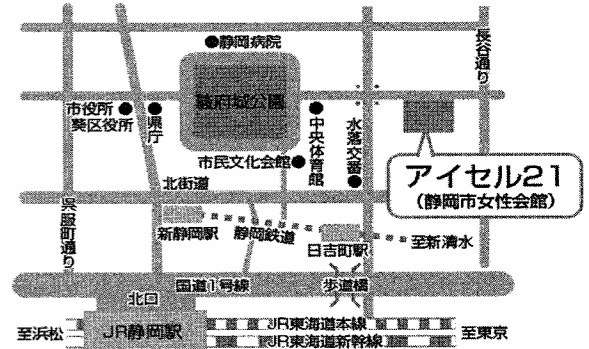 静岡病院
長谷通り
駿府城公園
市役所
葵区役所
県庁
中央体育館
水落交番
市民文化会館
アイセル21
（静岡市女性会館）
北街道
呉服町通り
新静岡駅
静岡鉄道
日吉町駅
至新清水
国道1号線
歩道橋
北口
至浜松
JR静岡駅
JR東海道本線
JR東海道新幹線
至東京